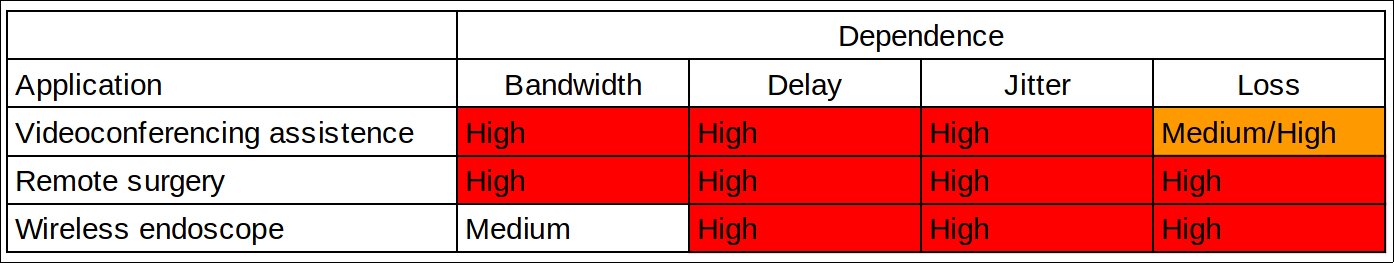 Dependence
Application Bandwidth Delay Jitter Loss
Videoconferencing assistence High High High Medium/High
Remote surgery High High High High
Wireless endoscope Medium High High High